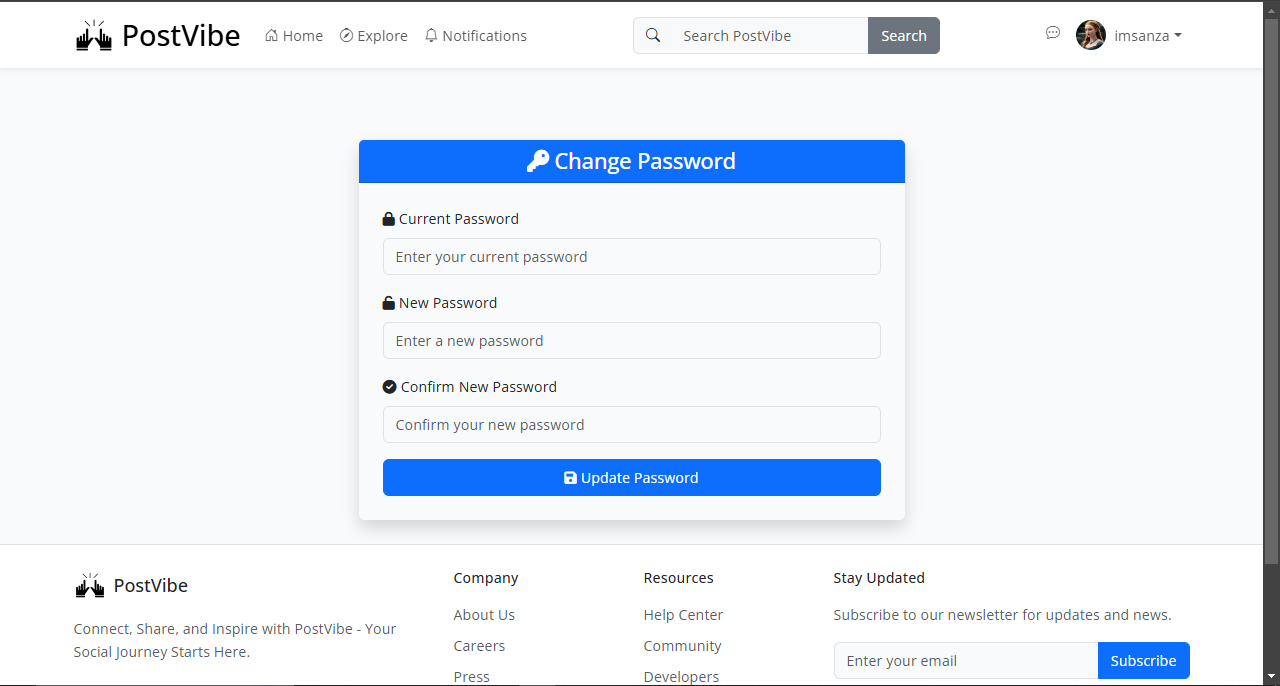 PostVibe
Home Explore Notifications
Search PostVibe
Search
imsanza
Change Password
Current Password
Enter your current password
New Password
Enter a new password
Confirm New Password
Confirm your new password
Update Password
PostVibe
Connect, Share, and Inspire with PostVibe - Your
Social Journey Starts Here.
Company
About Us
Careers
Press
Resources
Help Center
Community
Developers
Stay Updated
Subscribe to our newsletter for updates and news.
Enter your email
Subscribe